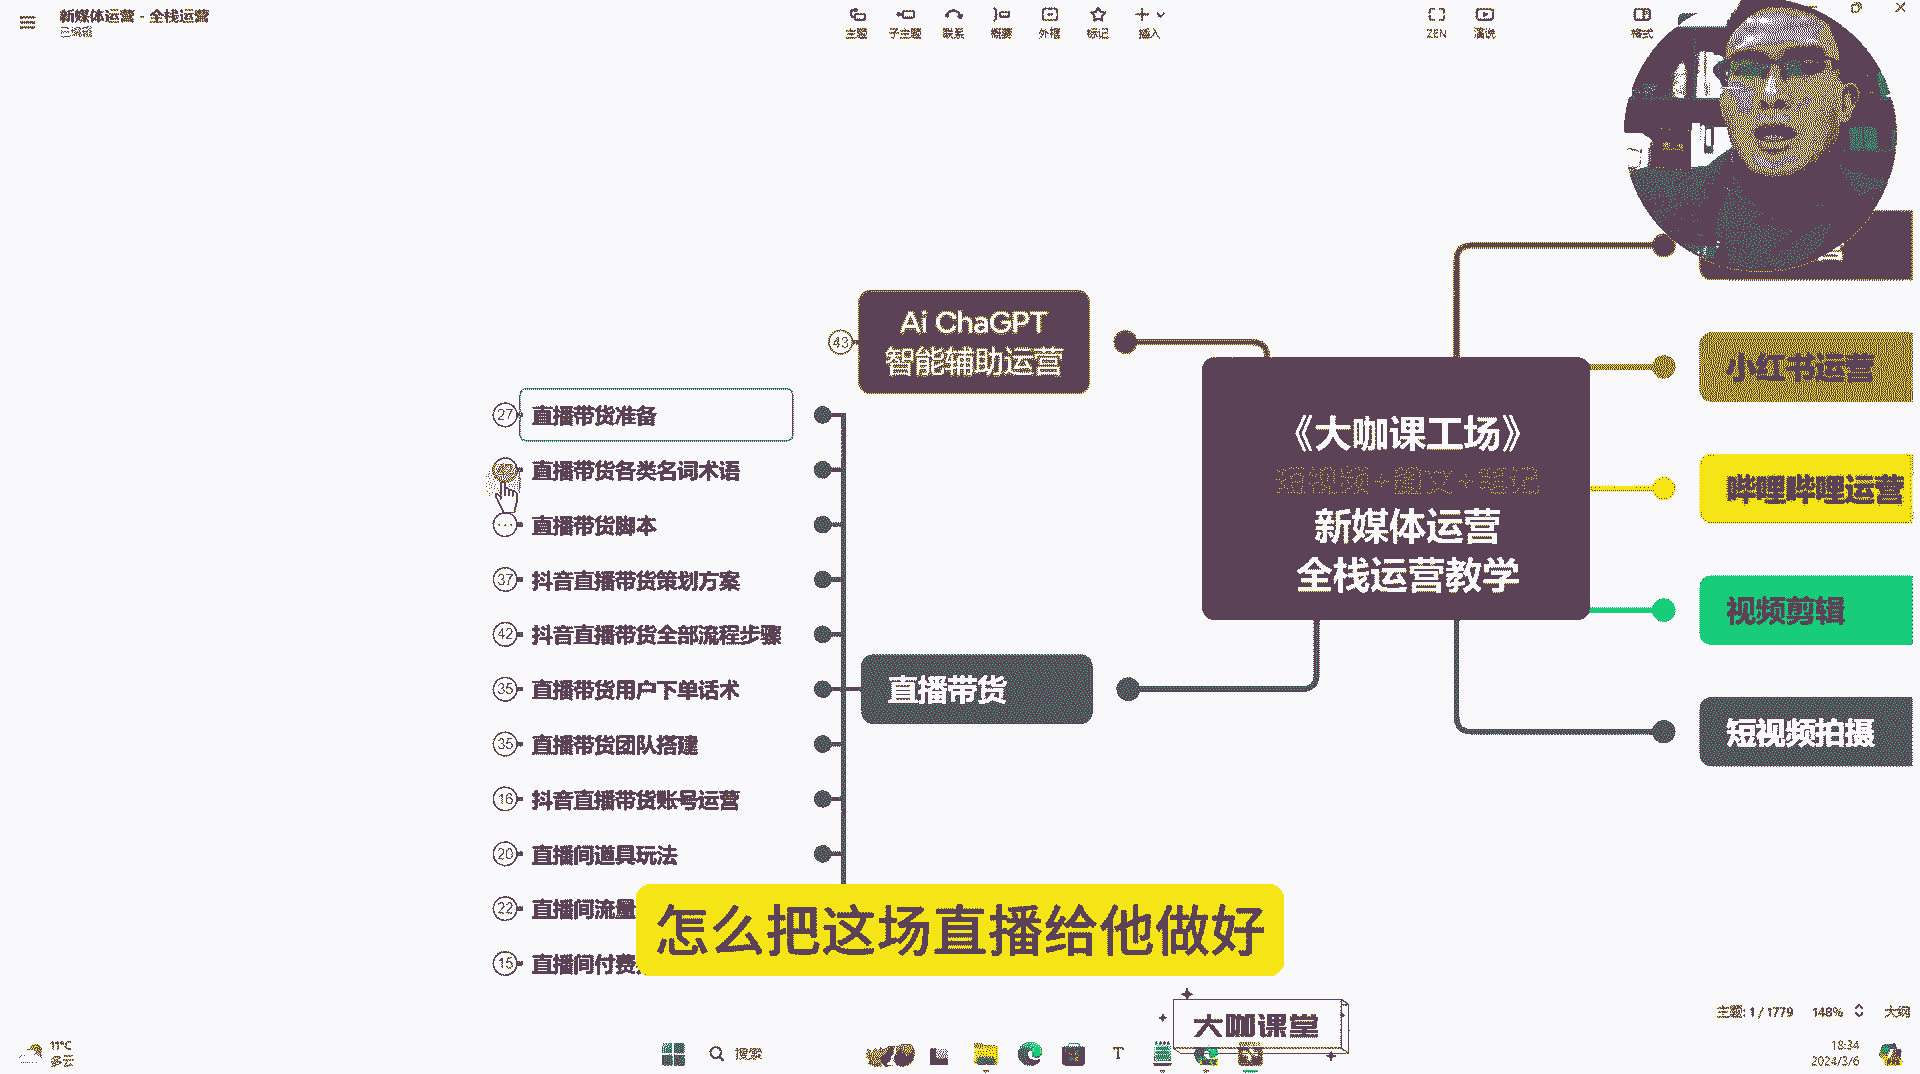 新媒体运营 - 全栈运营
已编辑
主题
子主题
联系
概要
外框
标记
插入
ZEN
演说
格式
Ai ChaGPT
智能辅助运营
43
《大咖课工场》
短视频+图文+手绘
新媒体运营
全栈运营教学
小红书运营
哔哩哔哩运营
视频剪辑
短视频拍摄
直播带货
27
直播带货准备
直播带货各类名词术语
直播带货脚本
37
抖音直播带货策划方案
42
抖音直播带货全部流程步骤
35
直播带货用户下单话术
35
直播带货团队搭建
16
抖音直播带货账号运营
20
直播间道具玩法
22
直播间流量
15
直播间付费
怎么把这场直播给他做好
大咖课堂
主题: 1 / 1779
148%
大纲
11°C
多云
搜索
18:34
2024/3/6